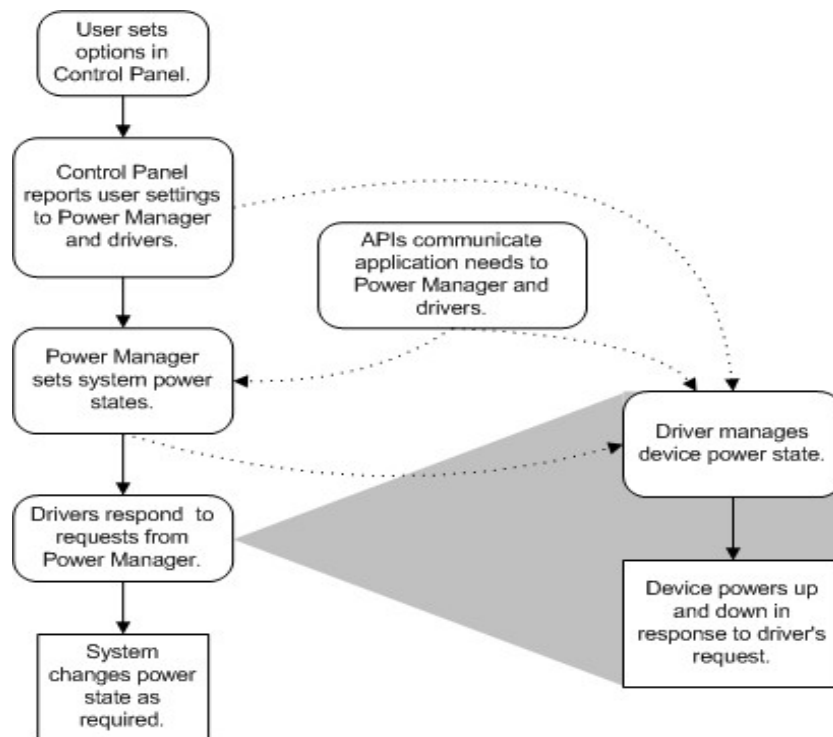 User sets
options in
Control Panel.
Control Panel
reports user settings
to Power Manager
and drivers.
APIs communicate
application needs to
Power Manager and
drivers.
Power Manager
sets system power
states.
Driver manages
device power state.
Drivers respond to
requests from
Power Manager.
Device powers up
and down in
response to driver's
request.
System
changes power
state as
required.